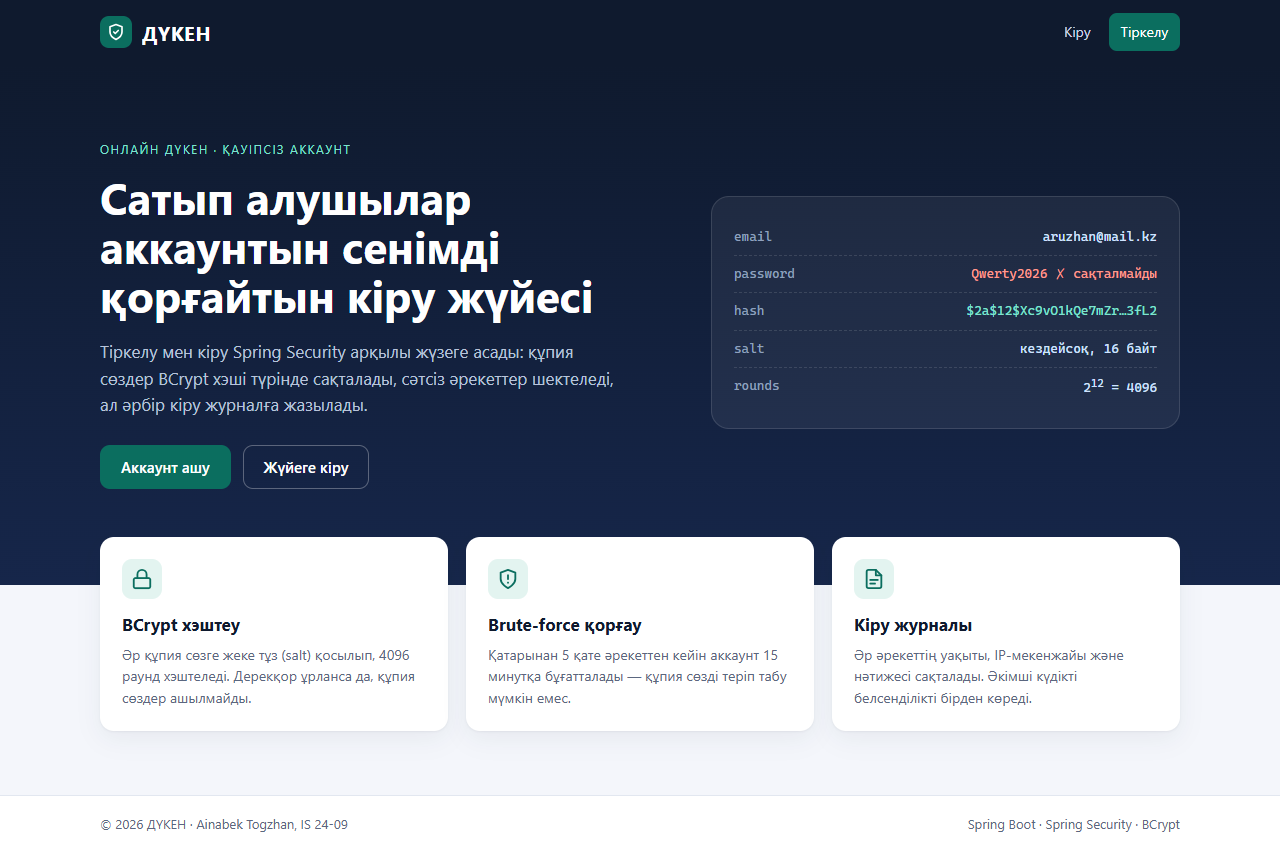 ДҮКЕН
Кіру
Тіркелу
ОНЛАЙН ДҮКЕН · ҚАУІПСІЗ АККАУНТ
Сатып алушылар
аккаунтын сенімді
қорғайтын кіру жүйесі
Тіркелу мен кіру Spring Security арқылы жүзеге асады: құпия
сөздер BCrypt хэші түрінде сақталады, сәтсіз әрекеттер шектеледі,
ал әрбір кіру журналға жазылады.
Аккаунт ашу
Жүйеге кіру
email aruzhan@mail.kz
password Qwerty2026 ✗ сақталмайды
hash $2a$12$Xc9vO1kQe7mZr…3fL2
salt кездейсоқ, 16 байт
rounds 2¹² = 4096
BCrypt хэштеу
Әр құпия сөзге жеке тұз (salt) қосылып, 4096
раунд хэштеледі. Дерекқор ұрланса да, құпия
сөздер ашылмайды.
Brute-force қорғау
Қатарынан 5 қате әрекеттен кейін аккаунт 15
минутқа бұғатталады — құпия сөзді теріп табу
мүмкін емес.
Кіру журналы
Әр әрекеттің уақыты, IP-мекенжайы және
нәтижесі сақталады. Әкімші күдікті
белсенділікті бірден көреді.
© 2026 ДҮКЕН · Ainabek Togzhan, IS 24-09
Spring Boot · Spring Security · BCrypt